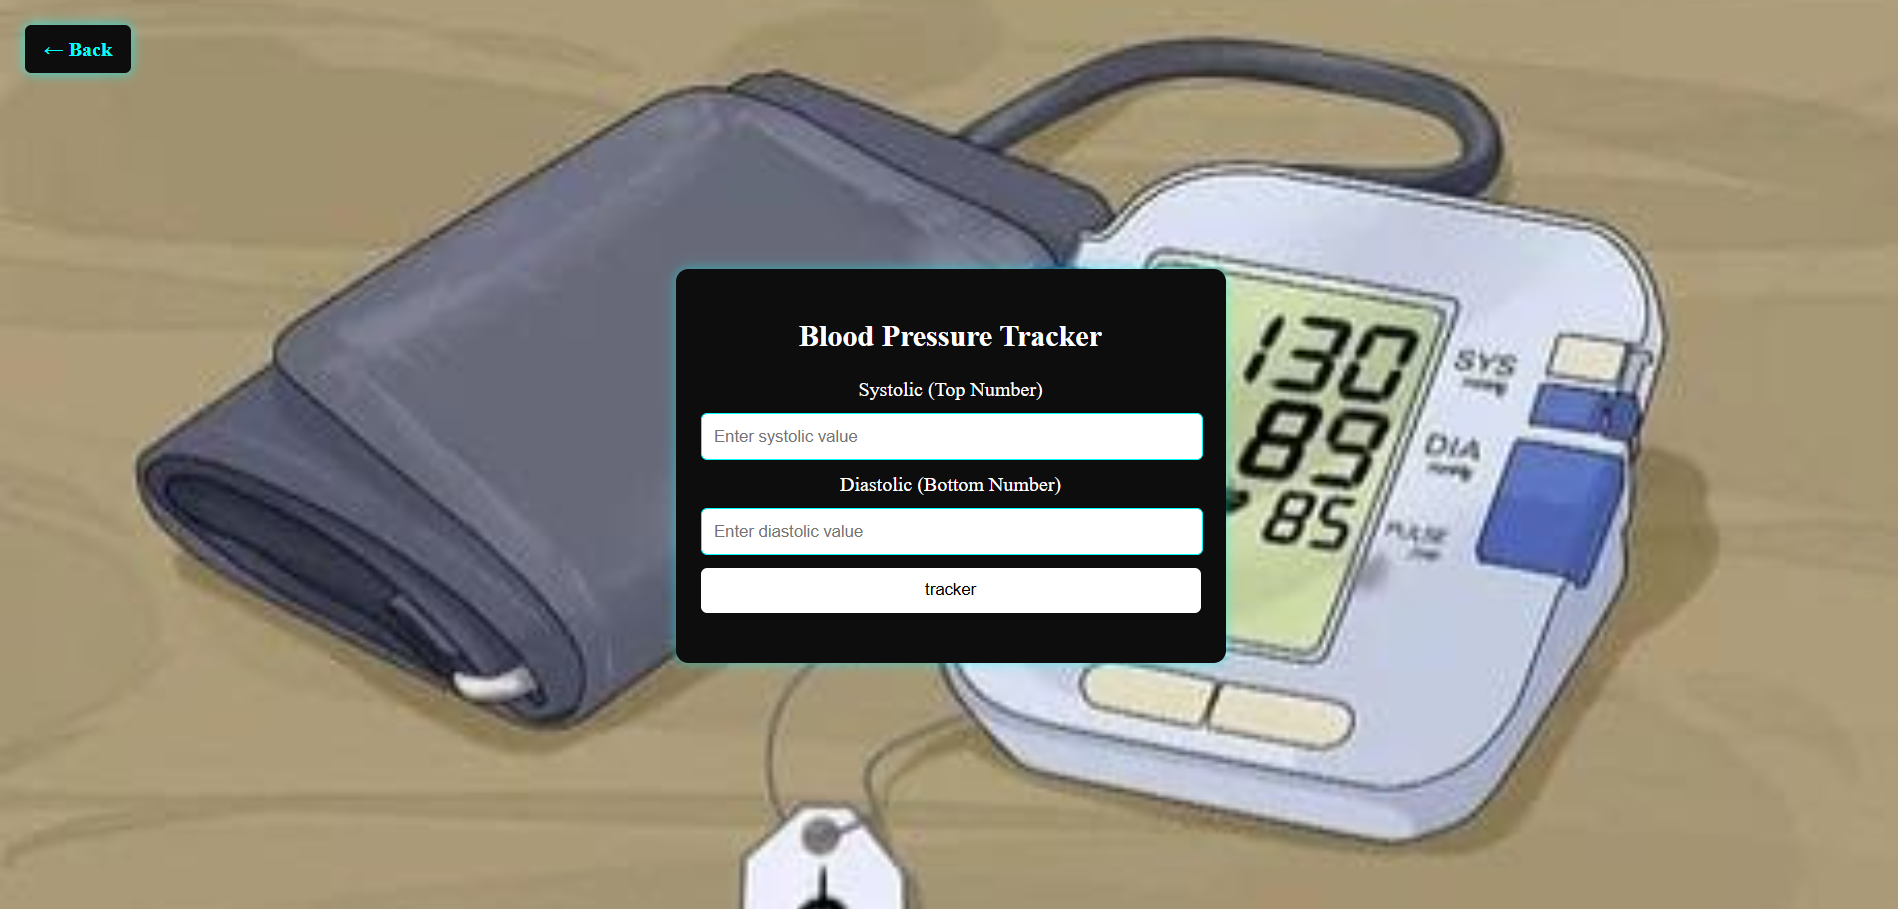 ← Back
Blood Pressure Tracker
Systolic (Top Number)
Enter systolic value
Diastolic (Bottom Number)
Enter diastolic value
tracker
130
SYS
89
DIA
85
PULSE